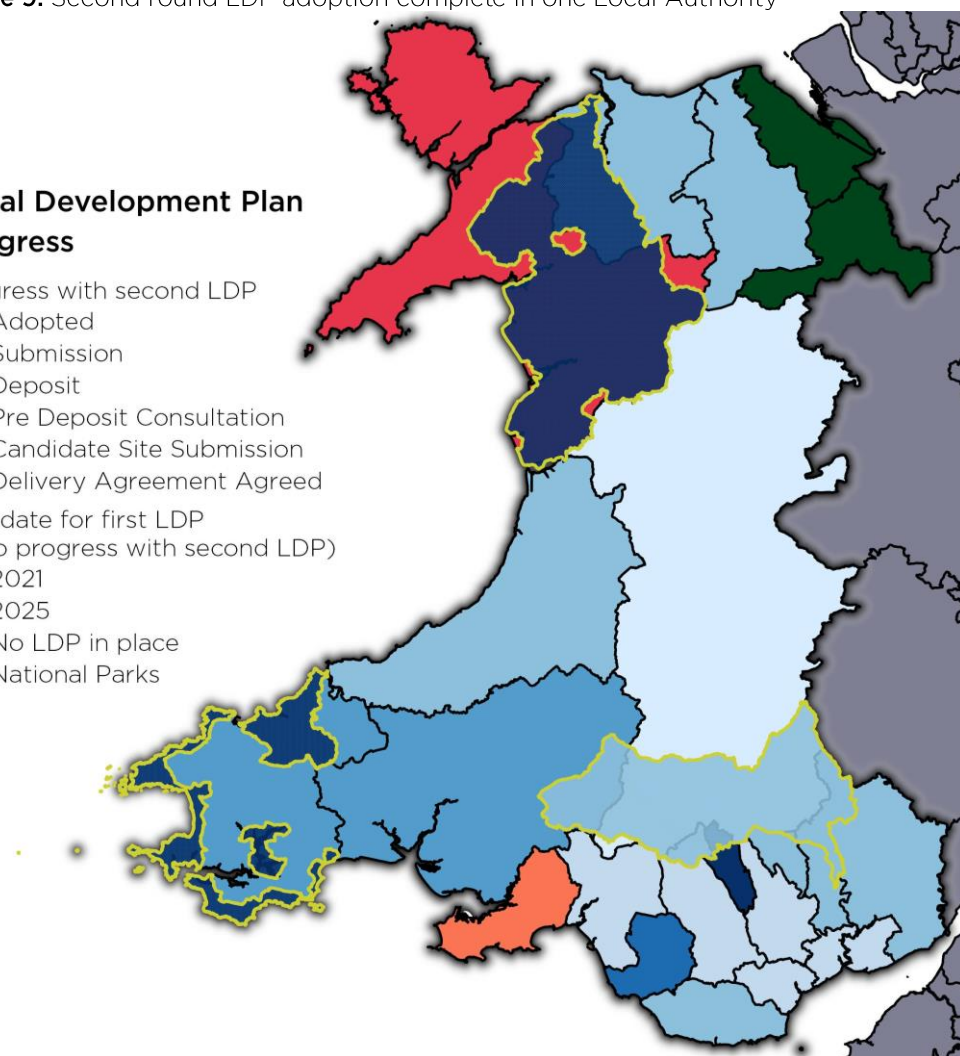 e 5: Second round LDP adoption complete in one Local Authority
al Development Plan
gress
ress with second LDP
Adopted
Submission
Deposit
Pre Deposit Consultation
Candidate Site Submission
Delivery Agreement Agreed
date for first LDP
o progress with second LDP)
2021
2025
No LDP in place
National Parks